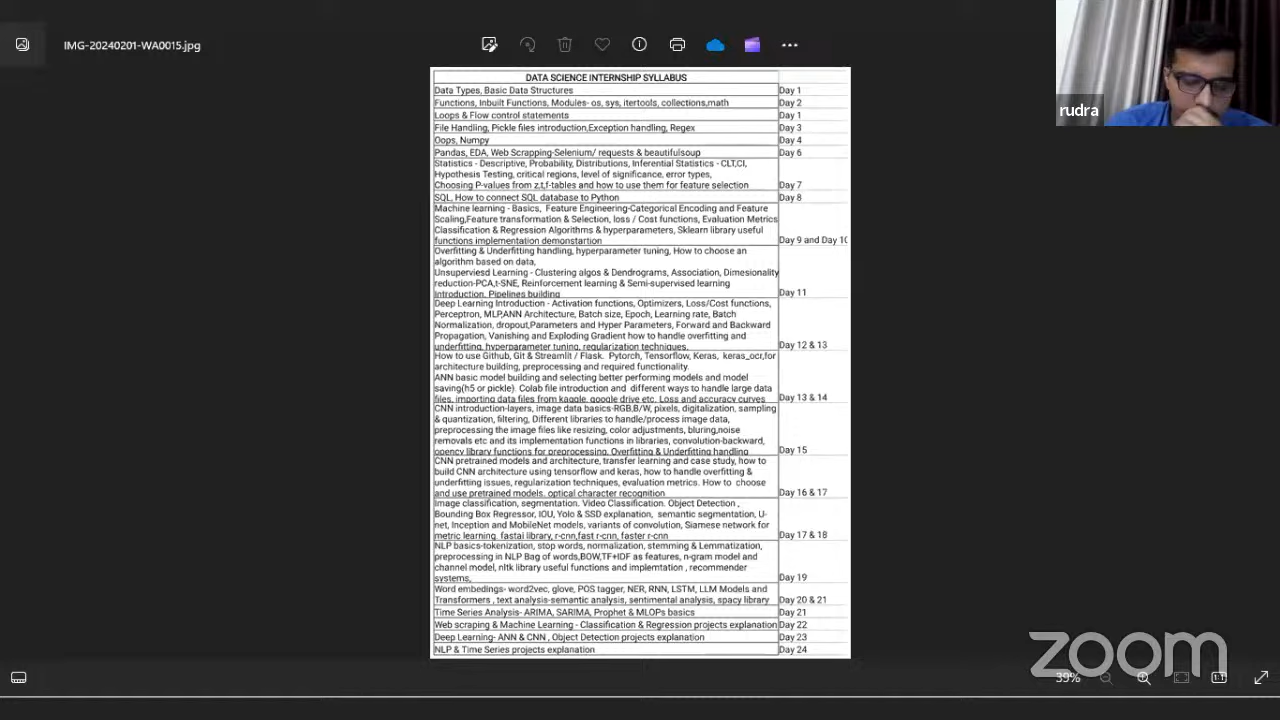 IMG-20240201-WA0015.jpg
rudra
DATA SCIENCE INTERNSHIP SYLLABUS
Data Types, Basic Data Structures Day 1
Functions, Inbuilt Functions, Modules- os, sys, itertools, collections,math Day 2
Loops & Flow control statements Day 1
File Handling, Pickle files introduction,Exception handling, Regex Day 3
Oops, Numpy Day 4
Pandas, EDA, Web Scrapping-Selenium/ requests & beautifulsoup Day 6
Statistics - Descriptive, Probability, Distributions, Inferential Statistics - CLT,CI,
Hypothesis Testing, critical regions, level of significance, error types,
Choosing P-values from z,t,f-tables and how to use them for feature selection Day 7
SQL, How to connect SQL database to Python Day 8
Machine learning - Basics, Feature Engineering-Categorical Encoding and Feature
Scaling,Feature transformation & Selection, loss / Cost functions, Evaluation Metrics
Classification & Regression Algorithms & hyperparameters, Sklearn library useful
functions implementation demonstartion Day 9 and Day 10
Overfitting & Underfitting handling, hyperparameter tuning, How to choose an
algorithm based on data,
Unsuperviesd Learning - Clustering algos & Dendrograms, Association, Dimesionality
reduction-PCA,t-SNE, Reinforcement learning & Semi-supervised learning
introduction, Pipelines building Day 11
Deep Learning Introduction - Activation functions, Optimizers, Loss/Cost functions,
Perceptron, MLP,ANN Architecture, Batch size, Epoch, Learning rate, Batch
Normalization, dropout,Parameters and Hyper Parameters, Forward and Backward
Propagation, Vanishing and Exploding Gradient how to handle overfitting and
underfitting, hyperparameter tuning, regularization techniques, Day 12 & 13
How to use Github, Git & Streamlit / Flask. Pytorch, Tensorflow, Keras, keras_ocr,for
architecture building, preprocessing and required functionality.
ANN basic model building and selecting better performing models and model
saving(h5 or pickle). Colab file introduction and different ways to handle large data
files, importing data files from kaggle, google drive etc. Loss and accuracy curves Day 13 & 14
CNN introduction-layers, image data basics-RGB,B/W, pixels, digitalization, sampling
& quantization, filtering, Different libraries to handle/process image data,
preprocessing the image files like resizing, color adjustments, bluring,noise
removals etc and its implementation functions in libraries, convolution-backward,
opencv library functions for preprocessing, Overfitting & Underfitting handling Day 15
CNN pretrained models and architecture, transfer learning and case study, how to
build CNN architecture using tensorflow and keras, how to handle overfitting &
underfitting issues, regularization techniques, evaluation metrics. How to choose
and use pretrained models, optical character recognition Day 16 & 17
Image classification, segmentation. Video Classification. Object Detection ,
Bounding Box Regressor, IOU, Yolo & SSD explanation, semantic segmentation, U-
net, Inception and MobileNet models, variants of convolution, Siamese network for
metric learning, fastai library, r-cnn,fast r-cnn, faster r-cnn Day 17 & 18
NLP basics-tokenization, stop words, normalization, stemming & Lemmatization,
preprocessing in NLP Bag of words,BOW,TF+IDF as features, n-gram model and
channel model, nltk library useful functions and implemtation , recommender
systems, Day 19
Word embedings- word2vec, glove, POS tagger, NER, RNN, LSTM, LLM Models and
Transformers , text analysis-semantic analysis, sentimental analysis, spacy library Day 20 & 21
Time Series Analysis- ARIMA, SARIMA, Prophet & MLOPs basics Day 21
Web scraping & Machine Learning - Classification & Regression projects explanation Day 22
Deep Learning- ANN & CNN , Object Detection projects explanation Day 23
NLP & Time Series projects explanation Day 24
zoom
39%
1:1